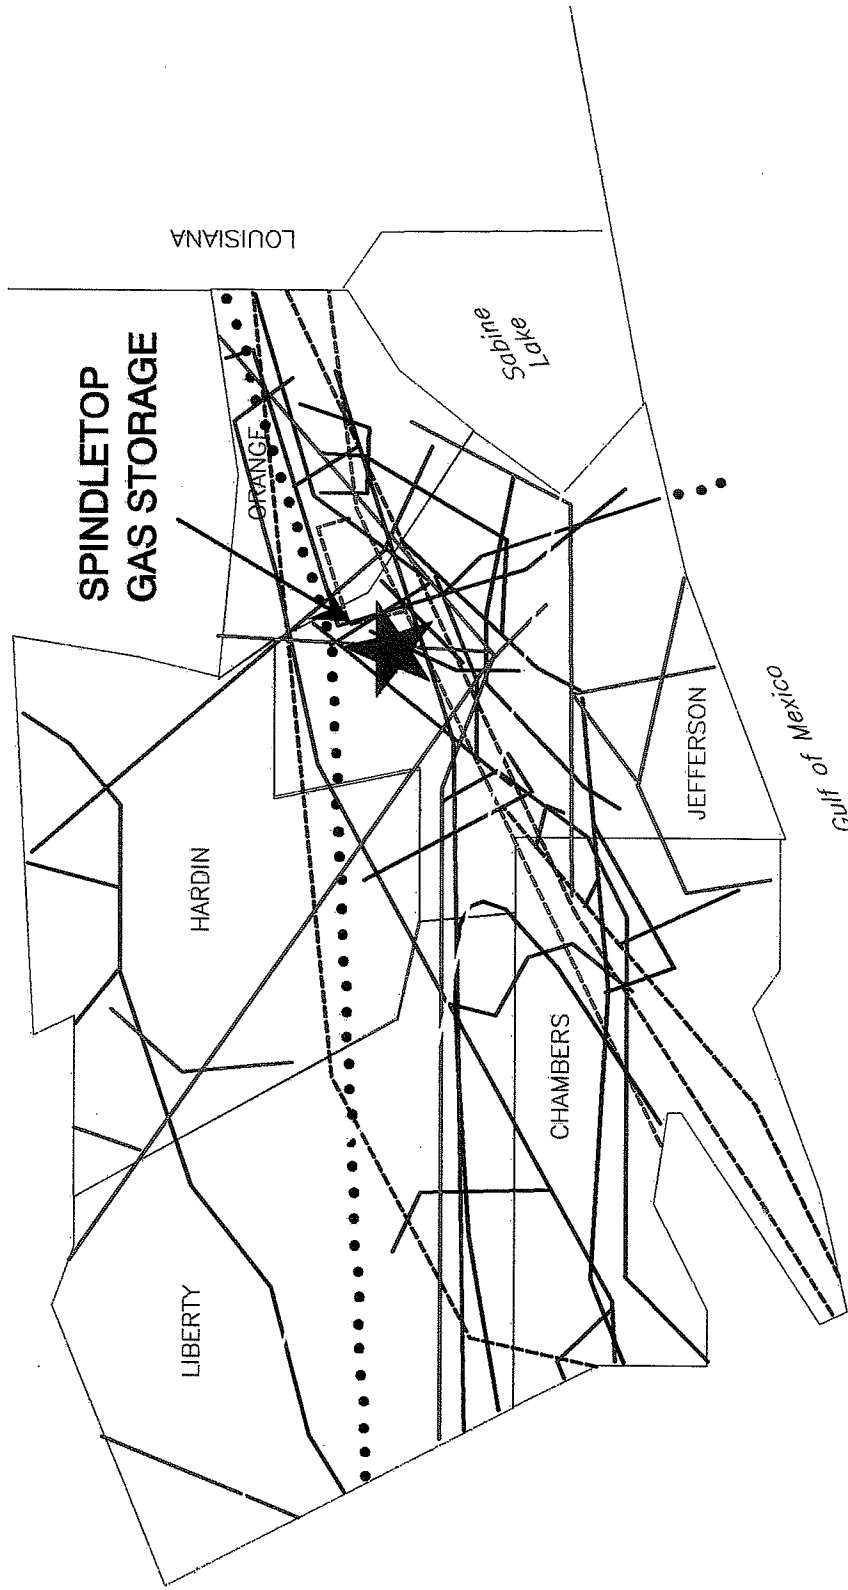 SPINDLETOP
GAS STORAGE
LOUISIANA
ORANGE
Sabine
Lake
HARDIN
JEFFERSON
Gulf of Mexico
LIBERTY
CHAMBERS